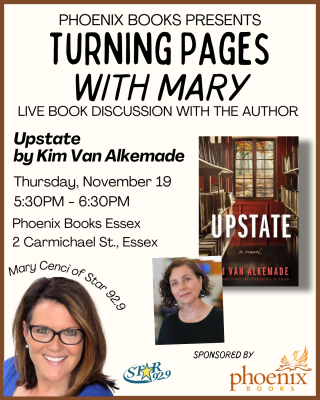 PHOENIX BOOKS PRESENTS
TURNING PAGES
WITH MARY
LIVE BOOK DISCUSSION WITH THE AUTHOR
Upstate
by Kim Van Alkemade
Thursday, November 19
5:30PM - 6:30PM
Phoenix Books Essex
2 Carmichael St., Essex
UPSTATE
a novel
VAN ALKEMADE
Mary Cenci of Star 92.9
STAR
92.9
SPONSORED BY
phoenix
BOOKS